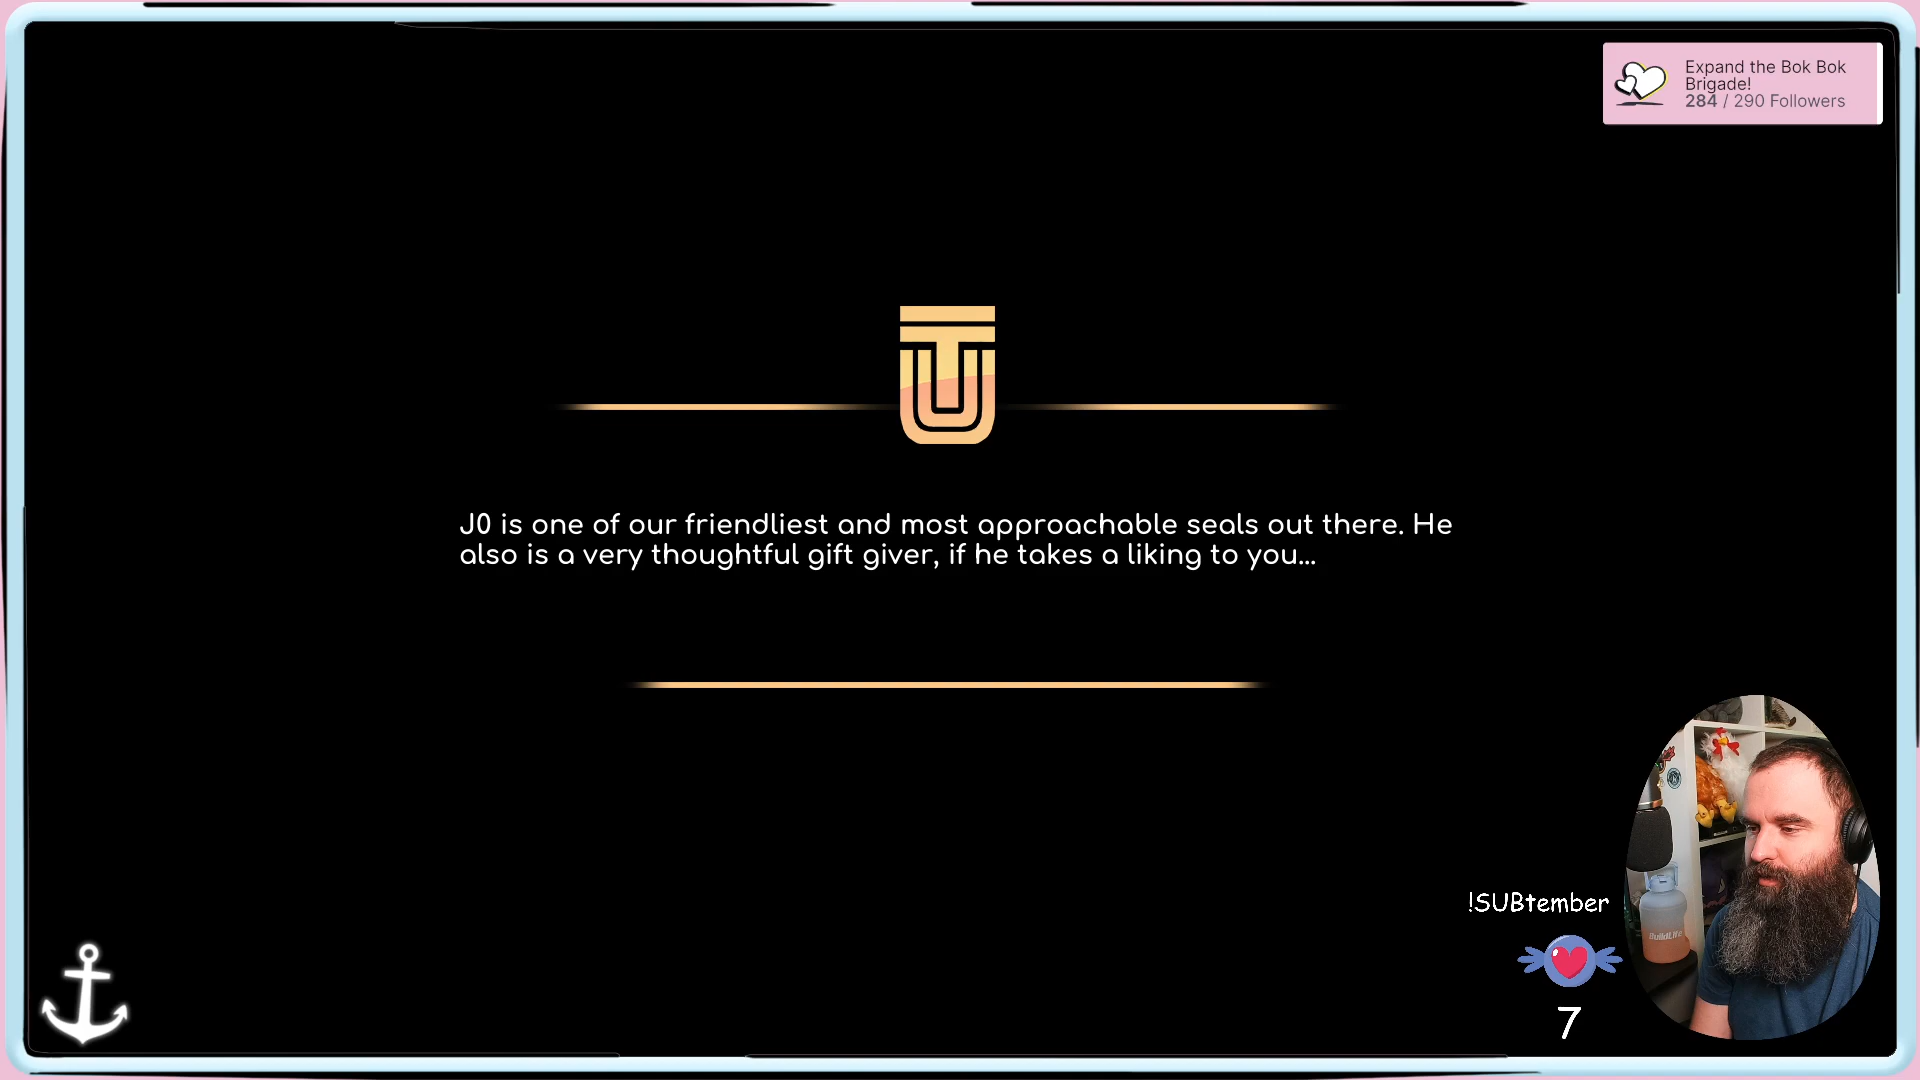 Expand the Bok Bok
Brigade!
284 / 290 Followers
J0 is one of our friendliest and most approachable seals out there. He
also is a very thoughtful gift giver, if he takes a liking to you...
!SUBtember
BuildLife
7